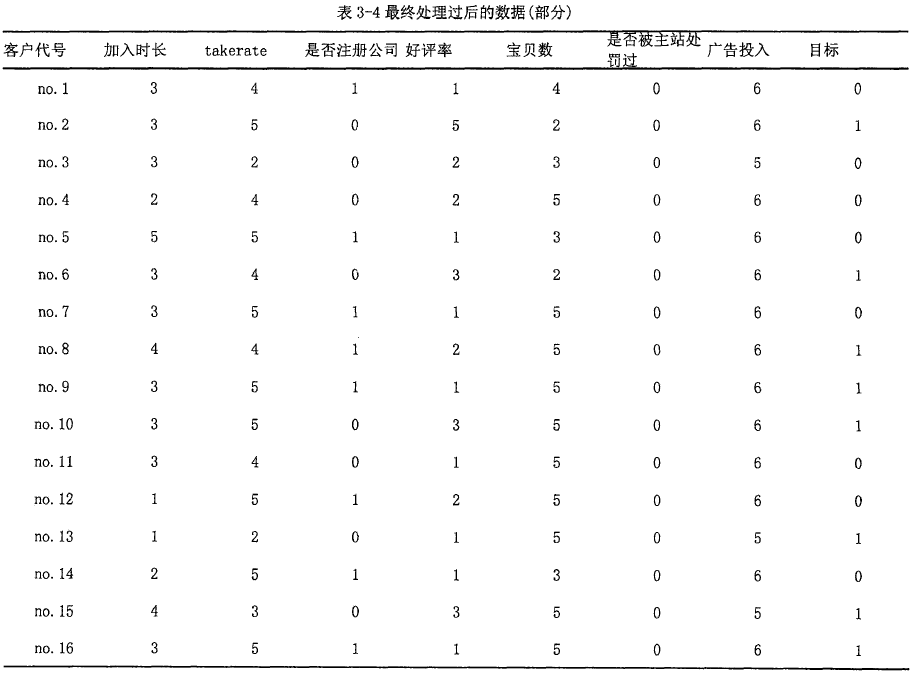 表 3-4 最终处理过后的数据(部分)
客户代号 加入时长 takerate 是否注册公司 好评率 宝贝数 是否被主站处罚过 广告投入 目标
no.1 3 4 1 1 4 0 6 0
no.2 3 5 0 5 2 0 6 1
no.3 3 2 0 2 3 0 5 0
no.4 2 4 0 2 5 0 6 0
no.5 5 5 1 1 3 0 6 0
no.6 3 4 0 3 2 0 6 1
no.7 3 5 1 1 5 0 6 0
no.8 4 4 1 2 5 0 6 1
no.9 3 5 1 1 5 0 6 1
no.10 3 5 0 3 5 0 6 1
no.11 3 4 0 1 5 0 6 0
no.12 1 5 1 2 5 0 6 0
no.13 1 2 0 1 5 0 5 1
no.14 2 5 1 1 3 0 6 0
no.15 4 3 0 3 5 0 5 1
no.16 3 5 1 1 5 0 6 1